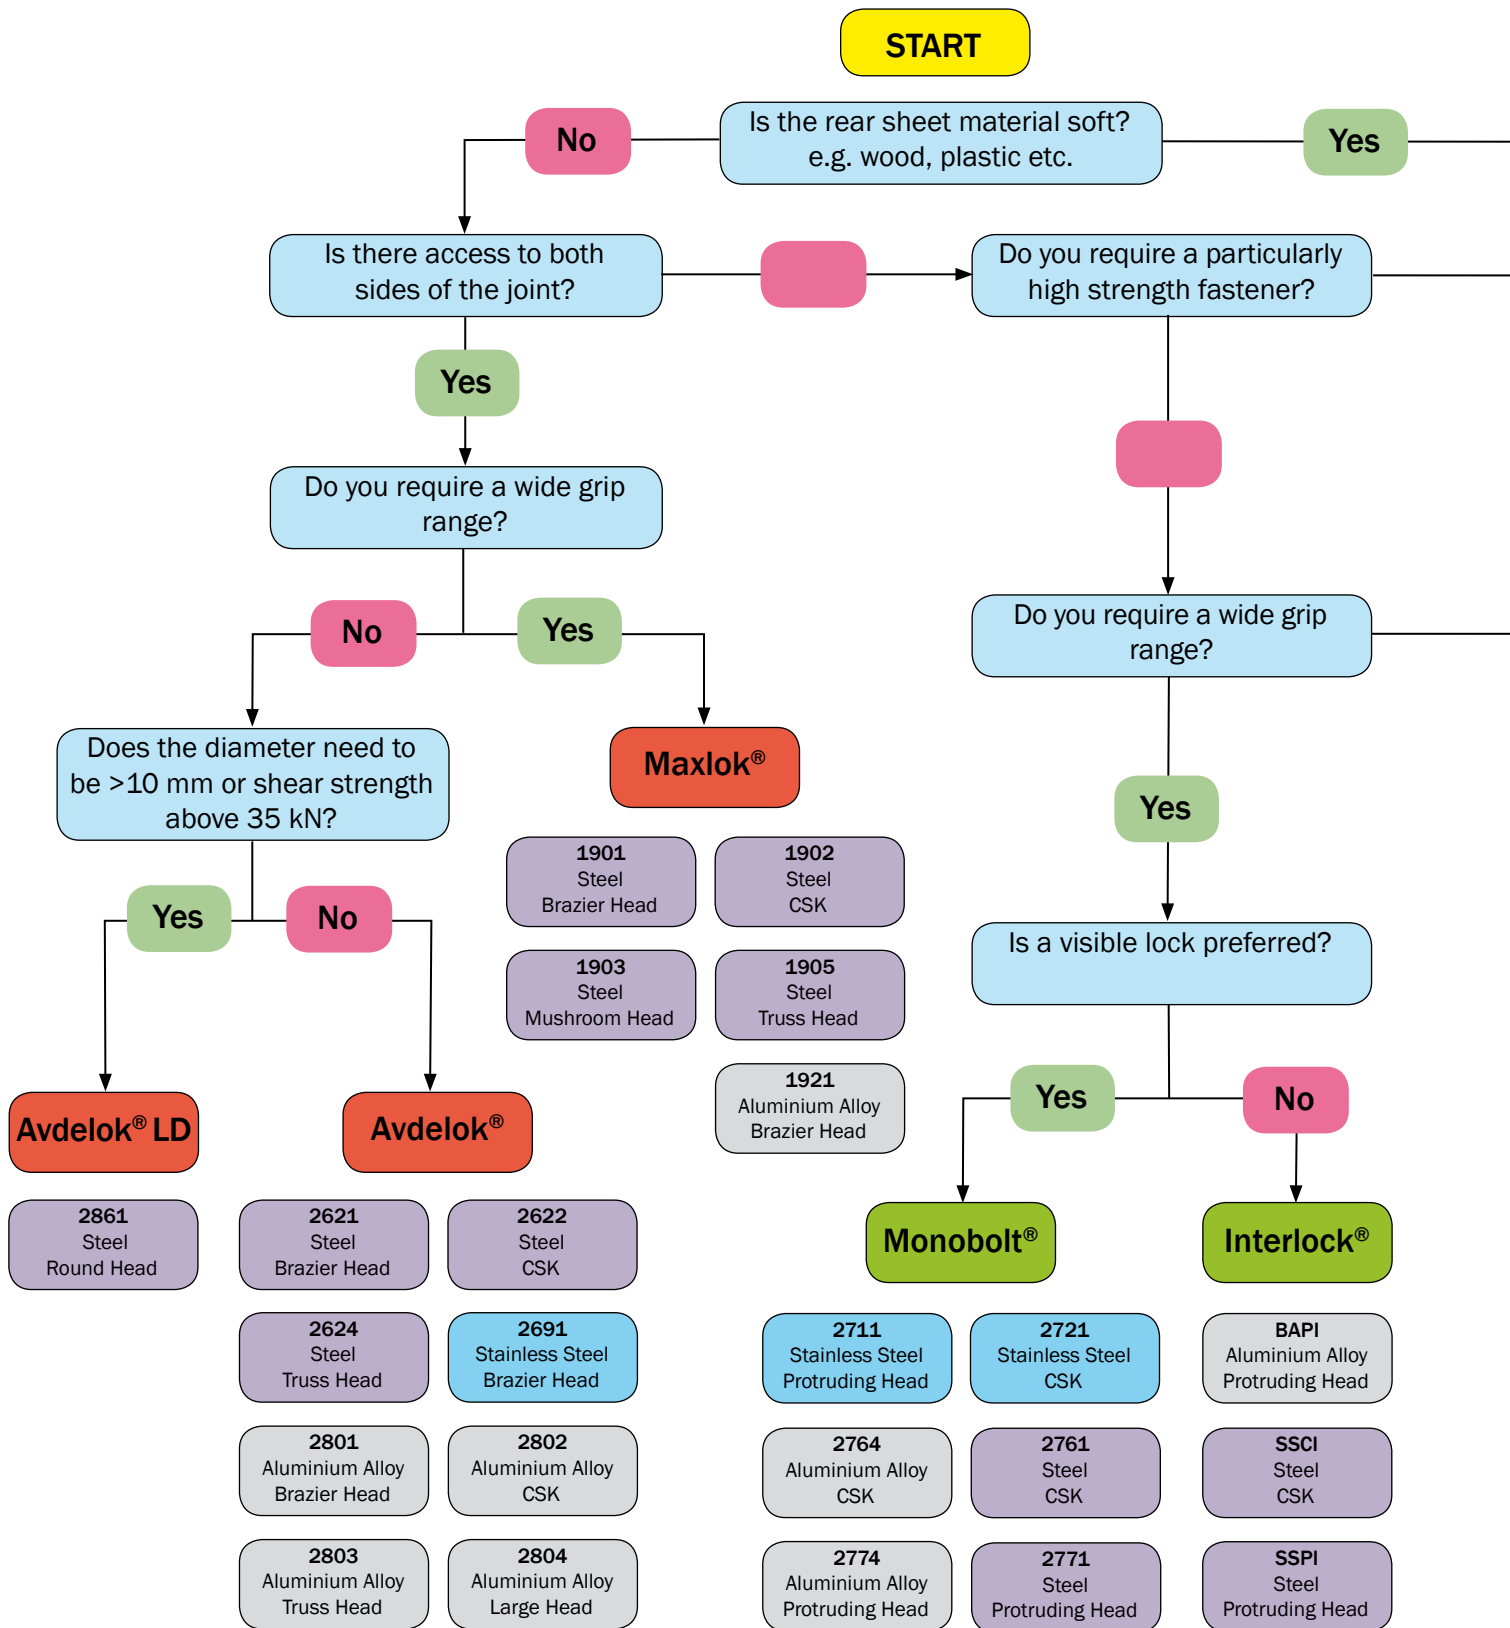 START
Is the rear sheet material soft?
e.g. wood, plastic etc.
No
Yes
Is there access to both
sides of the joint?
Do you require a particularly
high strength fastener?
Yes
Do you require a wide grip
range?
No
Yes
Do you require a wide grip
range?
Does the diameter need to
be >10 mm or shear strength
above 35 kN?
Maxlok®
Yes
1901
Steel
Brazier Head
1902
Steel
CSK
Yes
No
Is a visible lock preferred?
1903
Steel
Mushroom Head
1905
Steel
Truss Head
1921
Aluminium Alloy
Brazier Head
Yes
No
Avdelok® LD
Avdelok®
2861
Steel
Round Head
2621
Steel
Brazier Head
2622
Steel
CSK
Monobolt®
Interlock®
2624
Steel
Truss Head
2691
Stainless Steel
Brazier Head
2711
Stainless Steel
Protruding Head
2721
Stainless Steel
CSK
BAPI
Aluminium Alloy
Protruding Head
2801
Aluminium Alloy
Brazier Head
2802
Aluminium Alloy
CSK
2764
Aluminium Alloy
CSK
2761
Steel
CSK
SSCI
Steel
CSK
2803
Aluminium Alloy
Truss Head
2804
Aluminium Alloy
Large Head
2774
Aluminium Alloy
Protruding Head
2771
Steel
Protruding Head
SSPI
Steel
Protruding Head